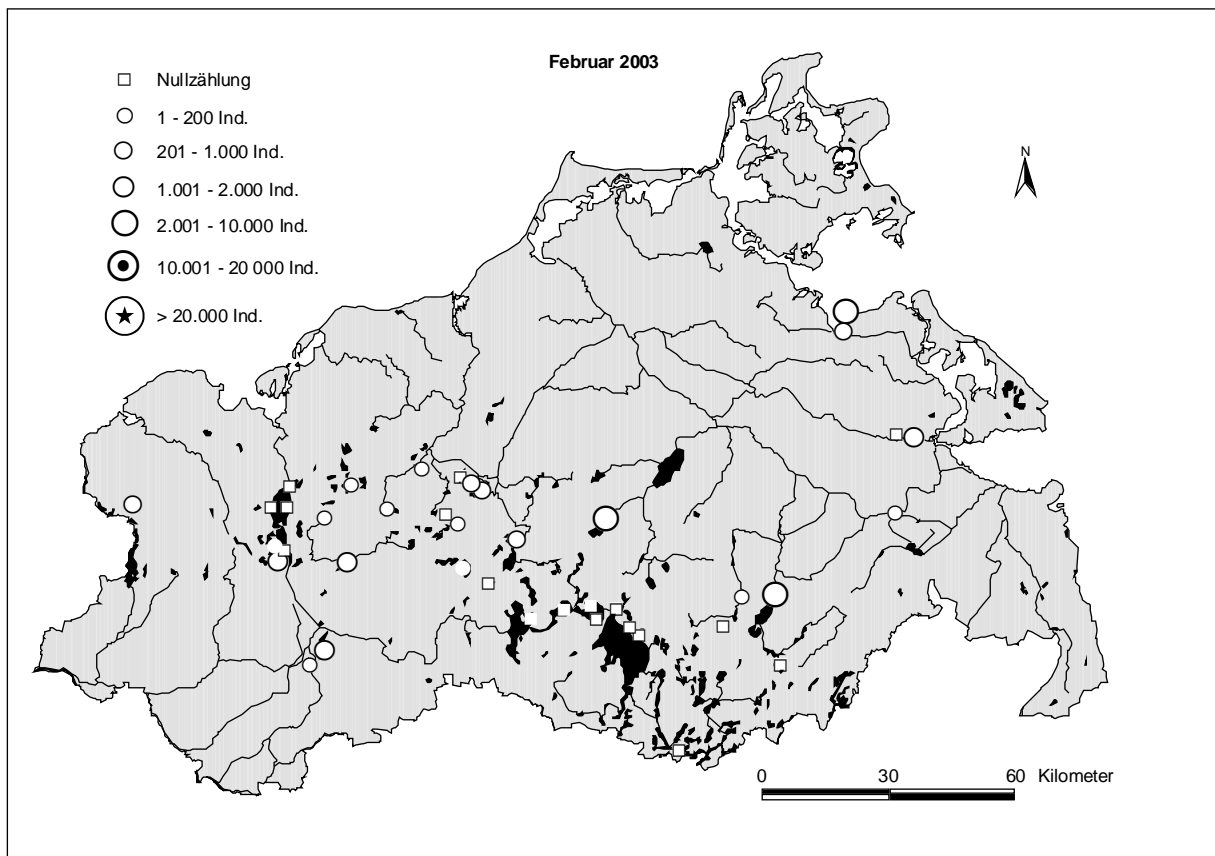 Februar 2003
Nullzählung
1 - 200 Ind.
201 - 1.000 Ind.
1.001 - 2.000 Ind.
2.001 - 10.000 Ind.
10.001 - 20 000 Ind.
> 20.000 Ind.
N
0 30 60 Kilometer